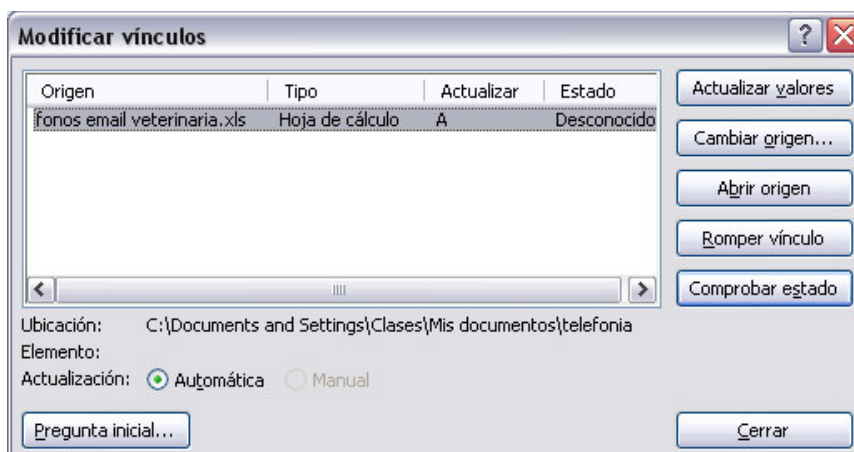 Modificar vínculos
Origen Tipo Actualizar Estado
fonos email veterinaria.xls Hoja de cálculo A Desconocido
Actualizar valores
Cambiar origen...
Abrir origen
Romper vínculo
Comprobar estado
Ubicación: C:\Documents and Settings\Clases\Mis documentos\telefonia
Elemento:
Actualización: Automática Manual
Pregunta inicial... Cerrar